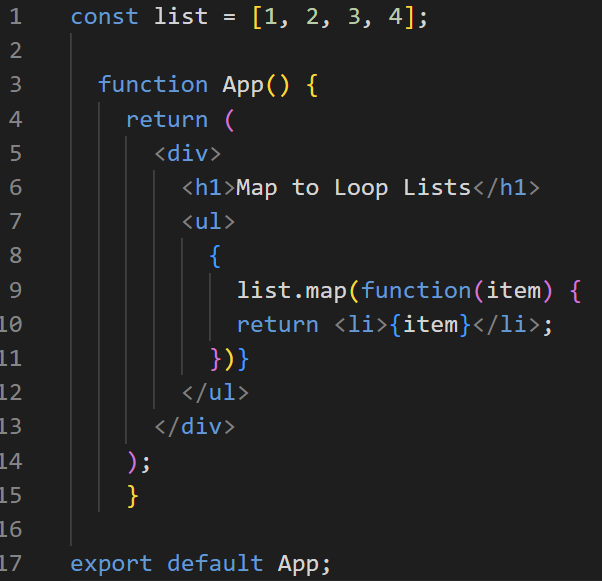 1 const list = [1, 2, 3, 4];
2
3 function App() {
4 return (
5 <div>
6 <h1>Map to Loop Lists</h1>
7 <ul>
8 {
9 list.map(function(item) {
10 return <li>{item}</li>;
11 })}
12 </ul>
13 </div>
14 );
15 }
16
17 export default App;